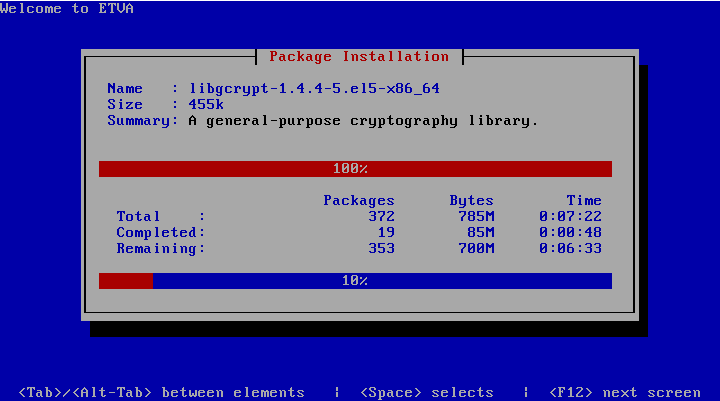 Welcome to ETVA
Package Installation
Name   : libgcrypt-1.4.4-5.el5-x86_64
Size   : 455k
Summary: A general-purpose cryptography library.
100%
Packages Bytes Time
Total    : 372 785M 0:07:22
Completed: 19 85M 0:00:48
Remaining: 353 700M 0:06:33
10%
<Tab>/<Alt-Tab> between elements | <Space> selects | <F12> next screen